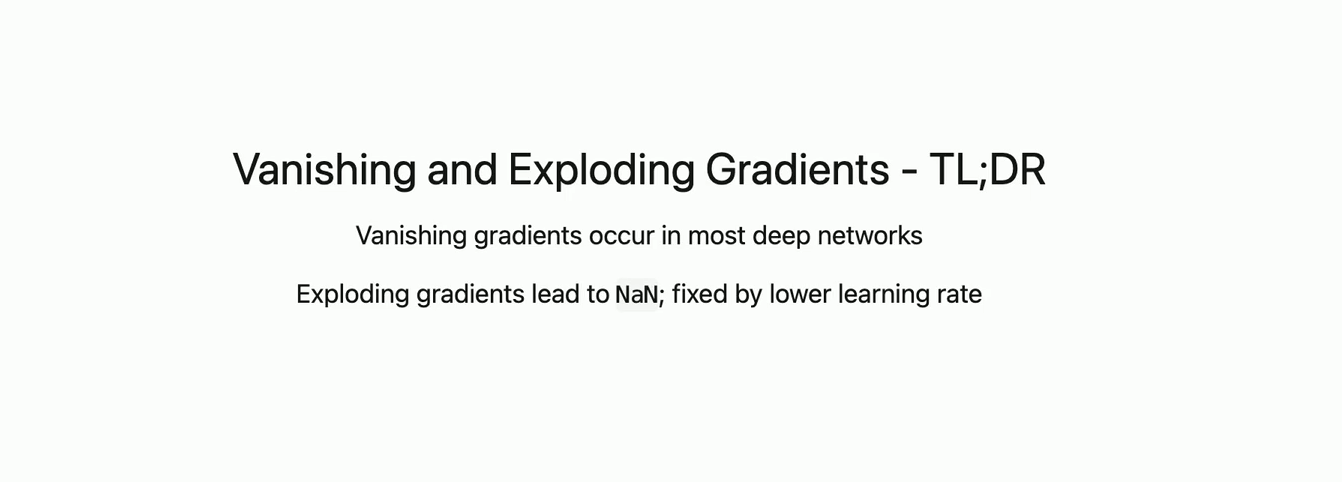 Vanishing and Exploding Gradients - TL;DR
Vanishing gradients occur in most deep networks
Exploding gradients lead to NaN; fixed by lower learning rate